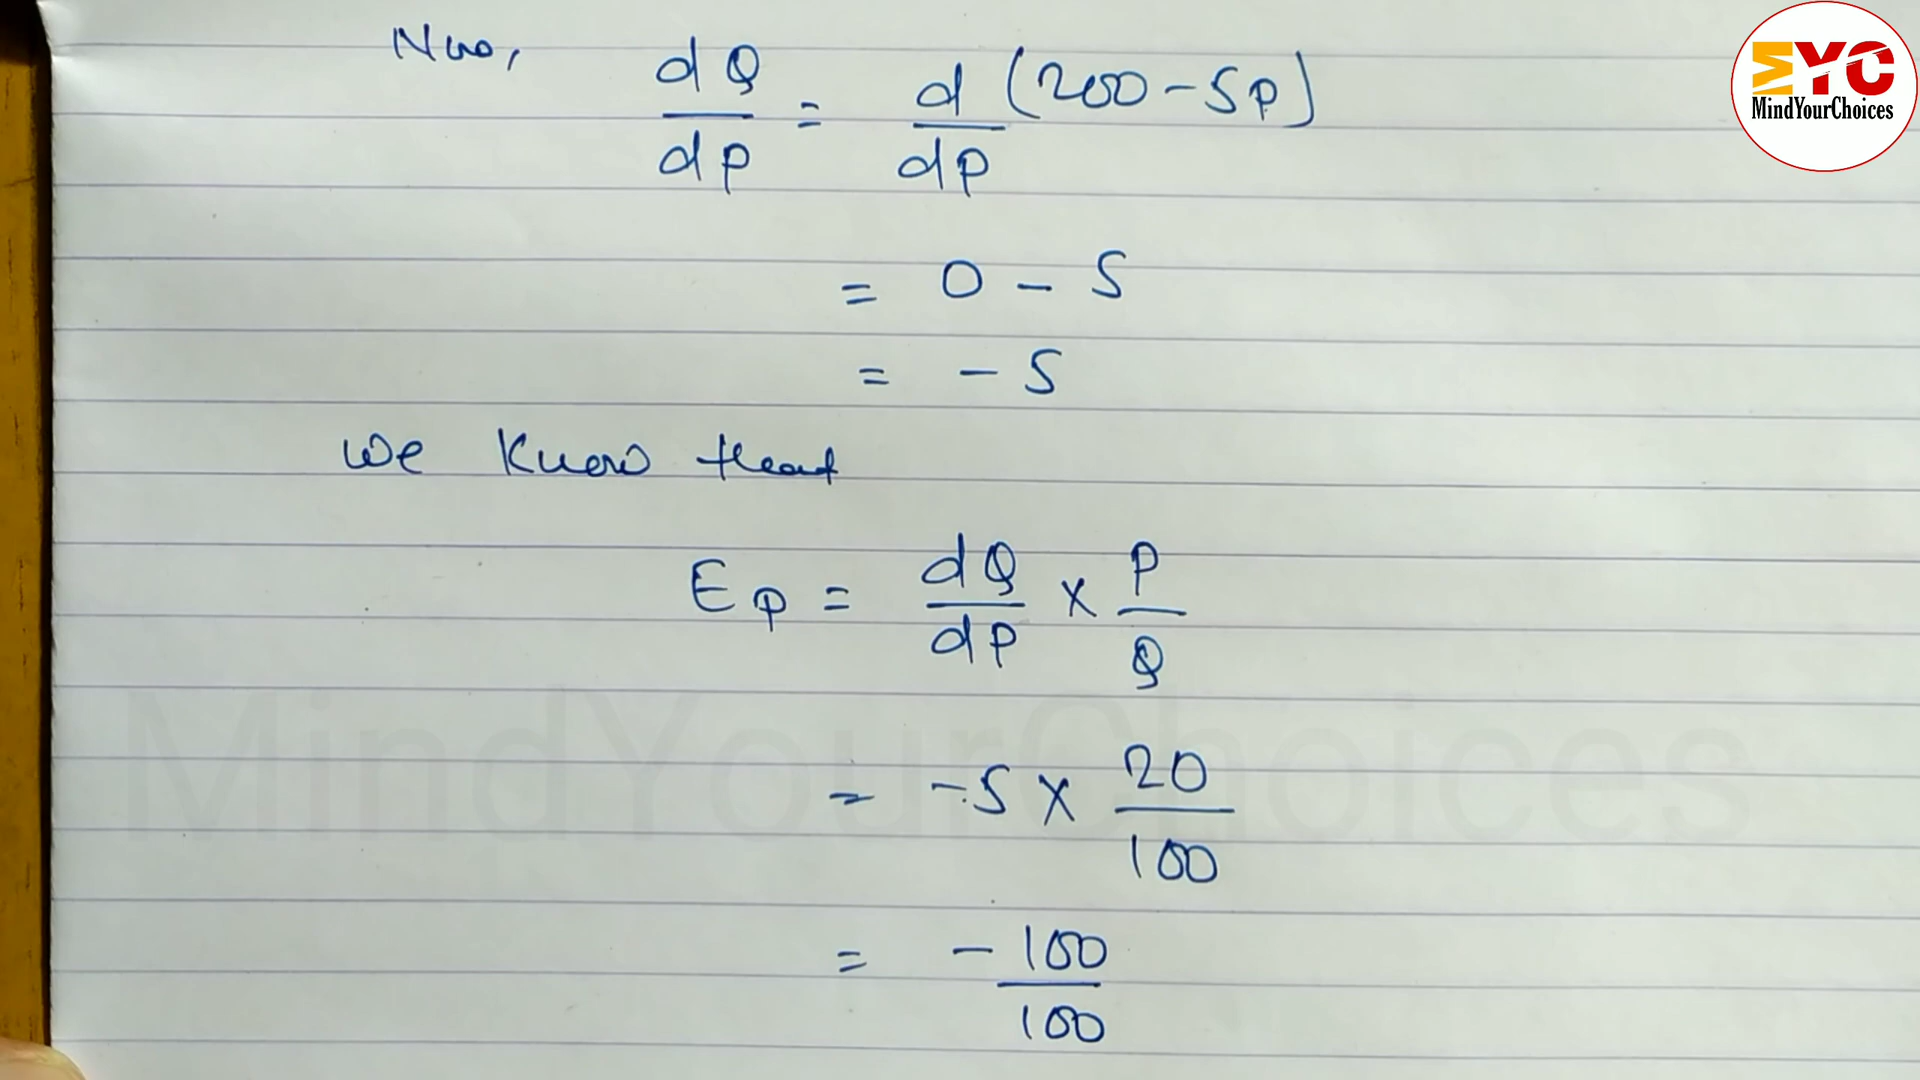 Now,
dQ/dP = d/dP (200 - 5P)
= 0 - 5
= - 5
We Know that
Ep = dQ/dP × P/Q
= -5 × 20/100
= - 100/100
MYC
MindYourChoices
MindYourChoices